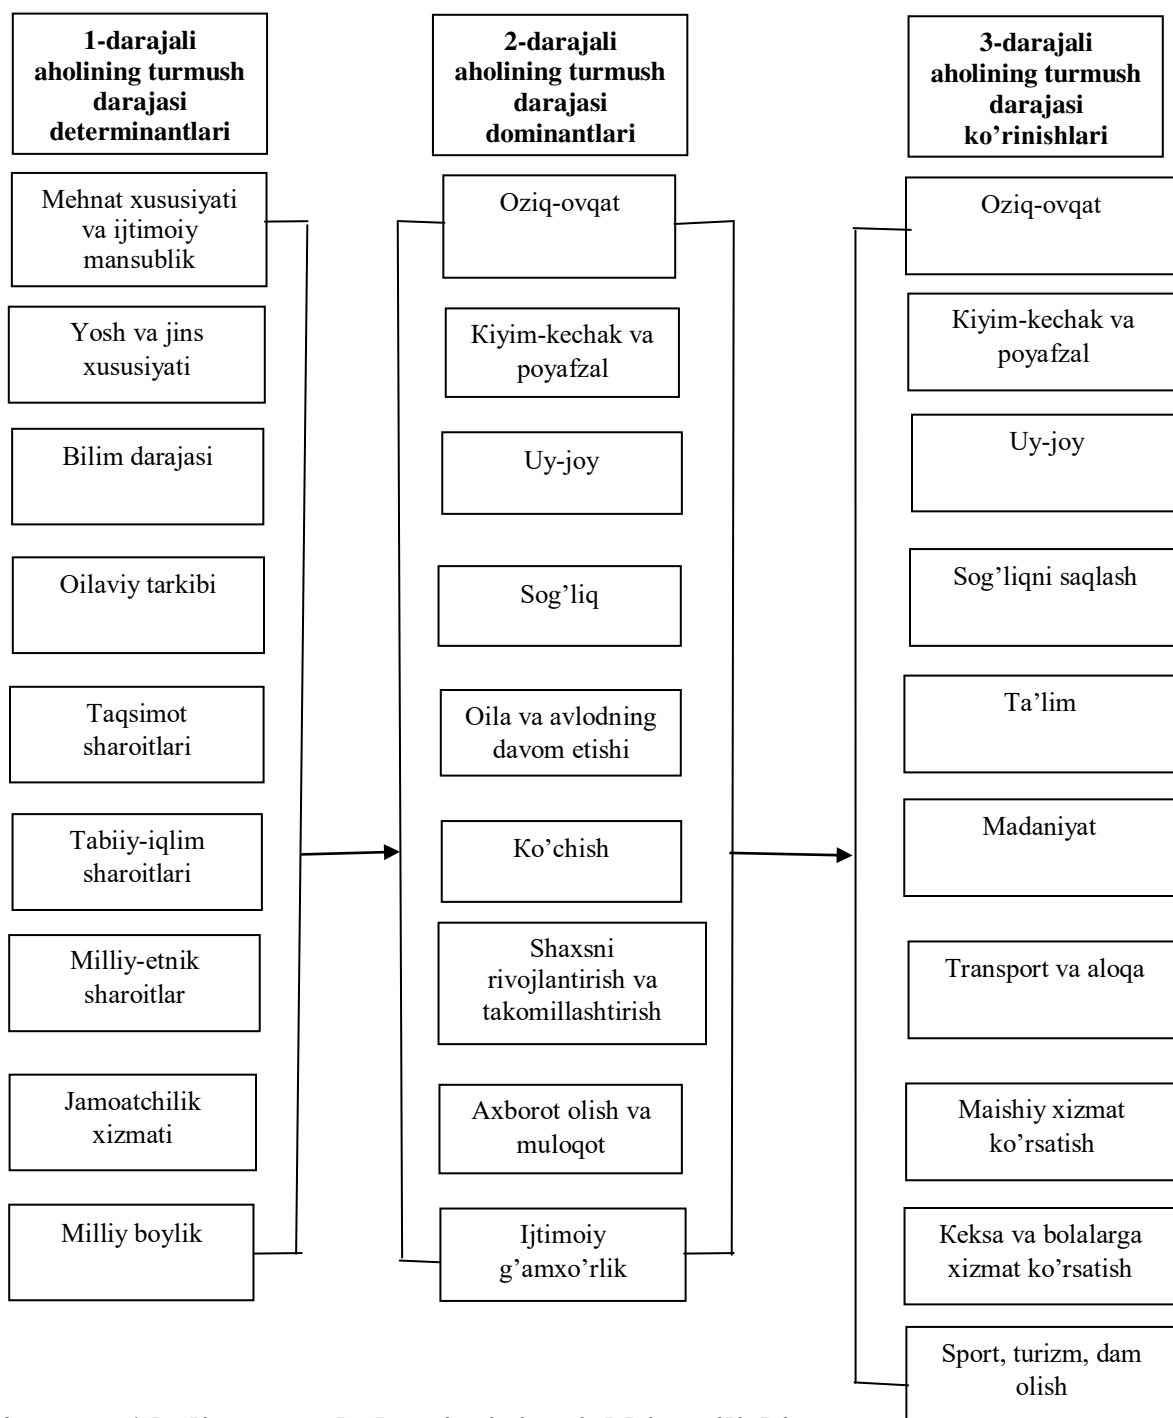 1-darajali
aholining turmush
darajasi
determinantlari
Mehnat xususiyati
va ijtimoiy
mansublik
Yosh va jins
xususiyati
Bilim darajasi
Oilaviy tarkibi
Taqsimot
sharoitlari
Tabiiy-iqlim
sharoitlari
Milliy-etnik
sharoitlar
Jamoatchilik
xizmati
Milliy boylik
2-darajali
aholining turmush
darajasi
dominantlari
Oziq-ovqat
Kiyim-kechak va
poyafzal
Uy-joy
Sog’liq
Oila va avlodning
davom etishi
Ko’chish
Shaxsni
rivojlantirish va
takomillashtirish
Axborot olish va
muloqot
Ijtimoiy
g’amxo’rlik
3-darajali
aholining turmush
darajasi
ko’rinishlari
Oziq-ovqat
Kiyim-kechak va
poyafzal
Uy-joy
Sog’liqni saqlash
Ta’lim
Madaniyat
Transport va aloqa
Maishiy xizmat
ko’rsatish
Keksa va bolalarga
xizmat ko’rsatish
Sport, turizm, dam
olish